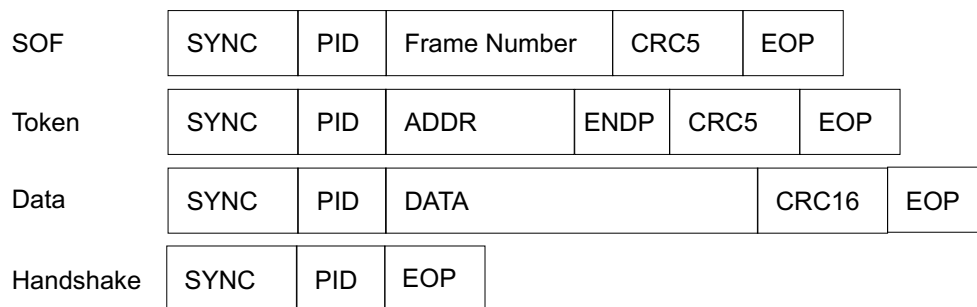 SOF SYNC PID Frame Number CRC5 EOP
Token SYNC PID ADDR ENDP CRC5 EOP
Data SYNC PID DATA CRC16 EOP
Handshake SYNC PID EOP